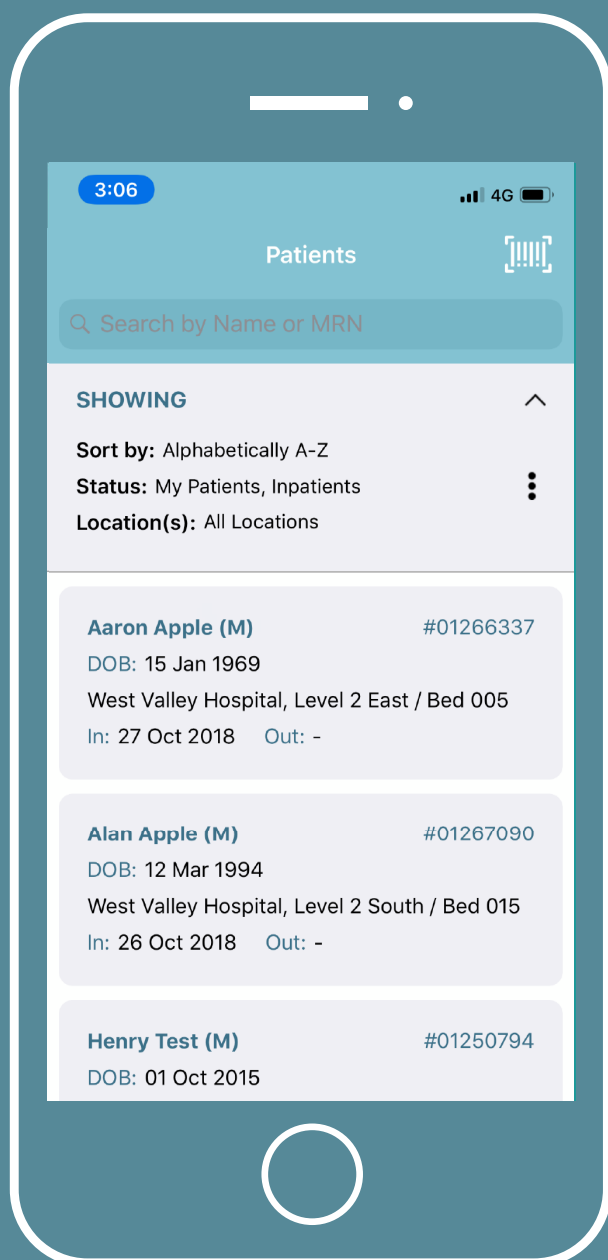 3:06
4G
Patients
Search by Name or MRN
SHOWING
Sort by: Alphabetically A-Z
Status: My Patients, Inpatients
Location(s): All Locations
Aaron Apple (M) #01266337
DOB: 15 Jan 1969
West Valley Hospital, Level 2 East / Bed 005
In: 27 Oct 2018 Out: -
Alan Apple (M) #01267090
DOB: 12 Mar 1994
West Valley Hospital, Level 2 South / Bed 015
In: 26 Oct 2018 Out: -
Henry Test (M) #01250794
DOB: 01 Oct 2015